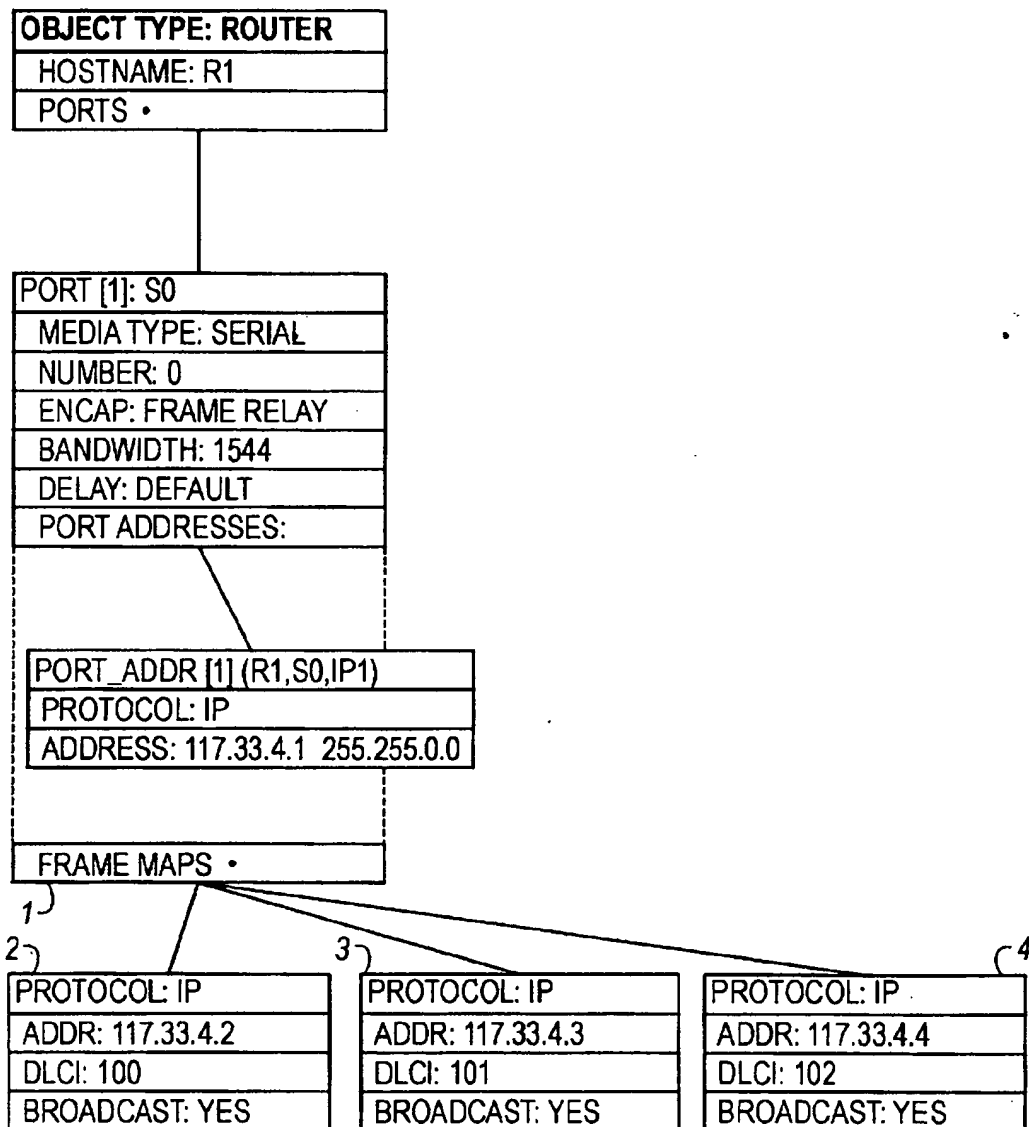 OBJECT TYPE: ROUTER
HOSTNAME: R1
PORTS •
PORT [1]: S0
MEDIA TYPE: SERIAL
NUMBER: 0
ENCAP: FRAME RELAY
BANDWIDTH: 1544
DELAY: DEFAULT
PORT ADDRESSES:
PORT_ADDR [1] (R1,S0,IP1)
PROTOCOL: IP
ADDRESS: 117.33.4.1 255.255.0.0
FRAME MAPS •
1
2
PROTOCOL: IP
ADDR: 117.33.4.2
DLCI: 100
BROADCAST: YES
3
PROTOCOL: IP
ADDR: 117.33.4.3
DLCI: 101
BROADCAST: YES
4
PROTOCOL: IP
ADDR: 117.33.4.4
DLCI: 102
BROADCAST: YES